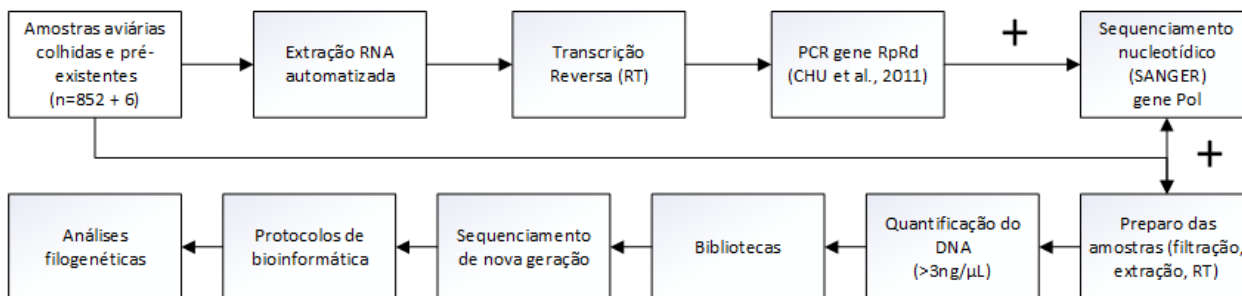 Amostras aviárias
colhidas e pré-
existentes
(n=852 + 6)
Extração RNA
automatizada
Transcrição
Reversa (RT)
PCR gene RpRd
(CHU et al., 2011)
+
Sequenciamento
nucleotídico
(SANGER)
gene Pol
+
Análises
filogenéticas
Protocolos de
bioinformática
Sequenciamento
de nova geração
Bibliotecas
Quantificação do
DNA
(>3ng/µL)
Preparo das
amostras (filtração,
extração, RT)